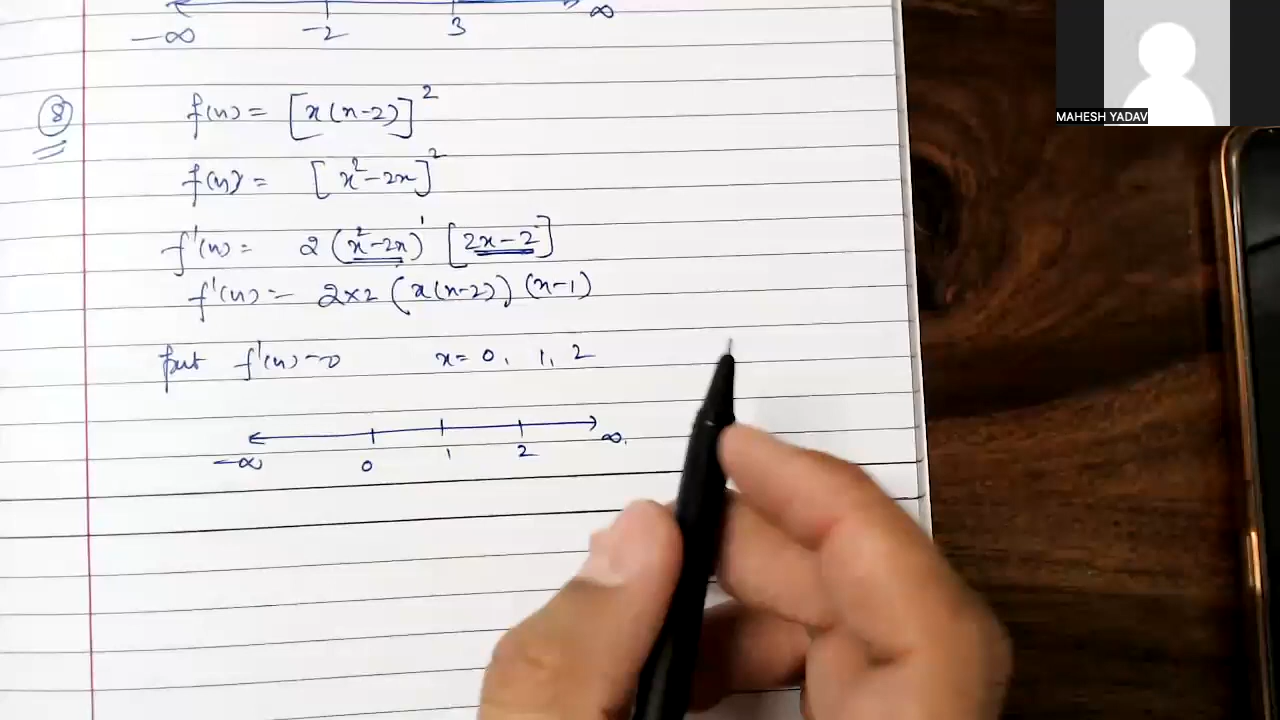 -∞ -2 3 ∞
MAHESH YADAV
8
f(x) = [x(x-2)]²
f(x) = [x²-2x]²
f'(x) = 2(x²-2x)¹ [2x-2]
f'(x) = 2×2 (x(x-2)) (x-1)
put f'(x)=0 x= 0, 1, 2
-∞ 0 1 2 ∞.